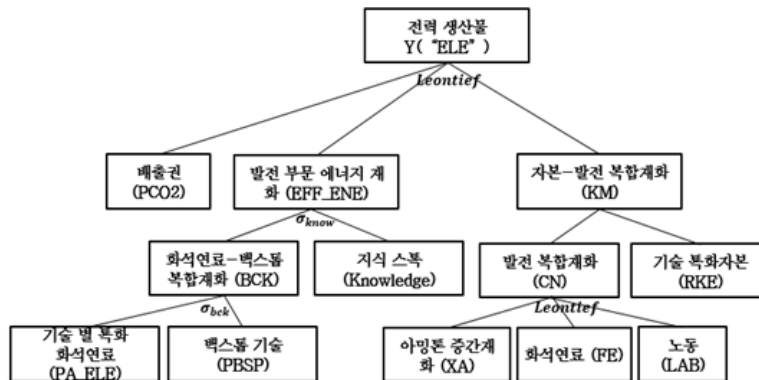 전력 생산물
Y( "ELE" )
Leontief
배출권
(PCO2)
발전 부문 에너지 재
화 (EFF_ENE)
자본-발전 복합재화
(KM)
σknow
화석연료-백스톱
복합재화 (BCK)
지식 스톡
(Knowledge)
발전 복합재화
(CN)
기술 특화자본
(RKE)
σbck
Leontief
기술 별 특화
화석연료
(PA_ELE)
백스톱 기술
(PBSP)
아밍톤 중간재
화 (XA)
화석연료 (FE)
노동
(LAB)